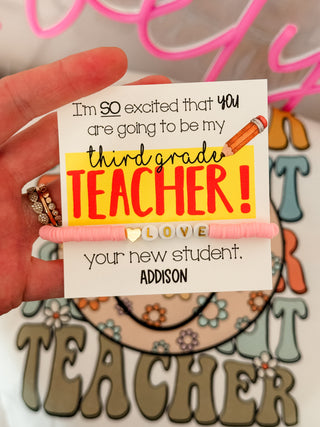 I'm SO excited that YOU
are going to be my
third grade
TEACHER!
LOVE
your new student,
ADDISON
TEACHER